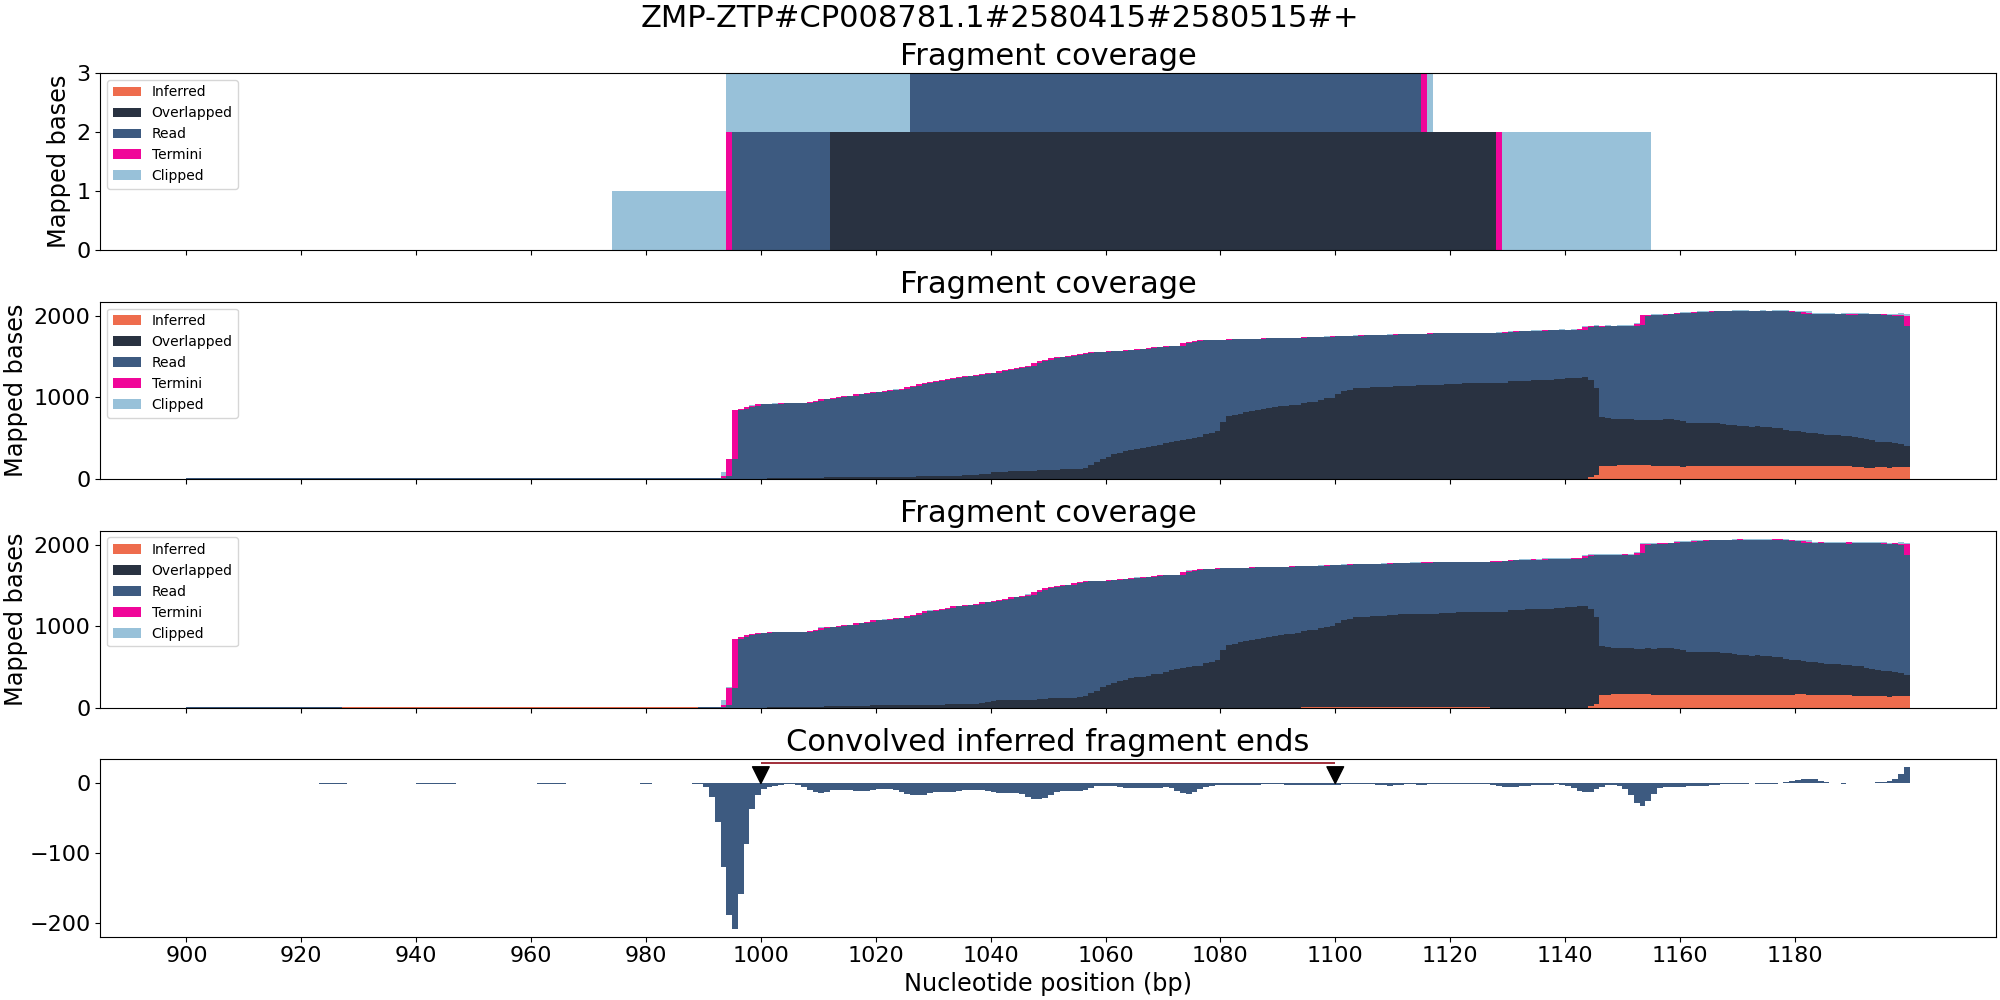 ZMP-ZTP#CP008781.1#2580415#2580515#+
Fragment coverage
Mapped bases
3
2
1
0
Inferred
Overlapped
Read
Termini
Clipped
Fragment coverage
Mapped bases
2000
1000
0
Inferred
Overlapped
Read
Termini
Clipped
Fragment coverage
Mapped bases
2000
1000
0
Inferred
Overlapped
Read
Termini
Clipped
Convolved inferred fragment ends
0
−100
−200
900 920 940 960 980 1000 1020 1040 1060 1080 1100 1120 1140 1160 1180
Nucleotide position (bp)